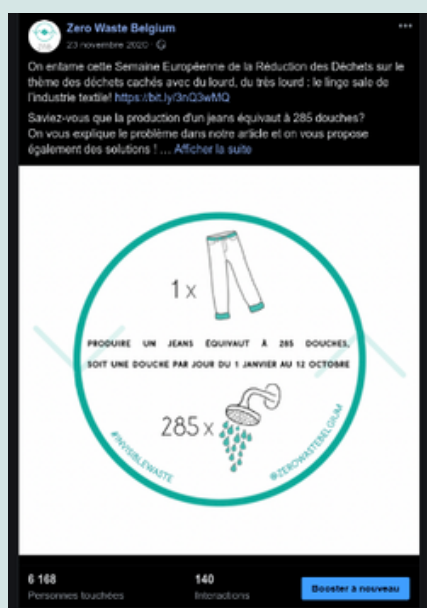 Zero Waste Belgium
23 novembre 2020
On entame cette Semaine Européenne de la Réduction des Déchets sur le
thème des déchets cachés avec du lourd, du très lourd : le linge sale de
l'industrie textile! https://bit.ly/3nQ3wMQ
Saviez-vous que la production d'un jeans équivaut à 285 douches?
On vous explique le problème dans notre article et on vous propose
également des solutions ! ... Afficher la suite
1 x
PRODUIRE UN JEANS ÉQUIVAUT À 285 DOUCHES,
SOIT UNE DOUCHE PAR JOUR DU 1 JANVIER AU 12 OCTOBRE
285 x
#INVISIBLEWASTE
@ZEROWASTEBELGIUM
6 168
Personnes touchées
140
Interactions
Booster à nouveau